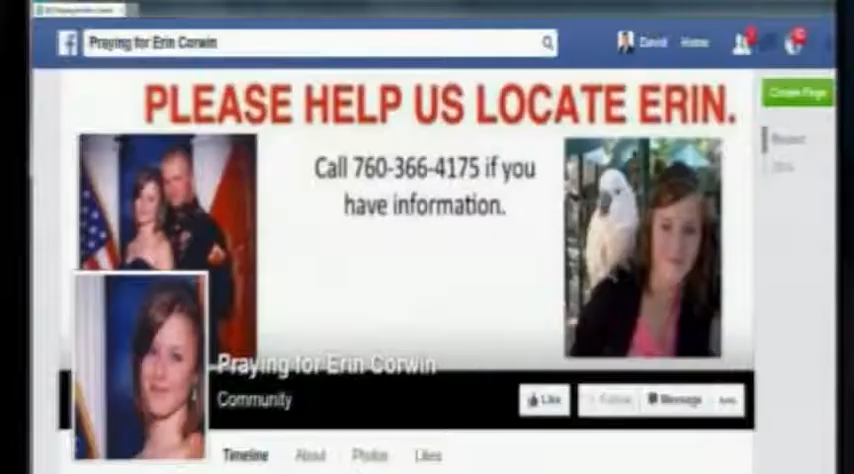 Praying for Erin Corwin
David Home
Create Page
PLEASE HELP US LOCATE ERIN.
Call 760-366-4175 if you
have information.
Recent
Praying for Erin Corwin
Community
Like
Follow
Message
Timeline About Photos Likes